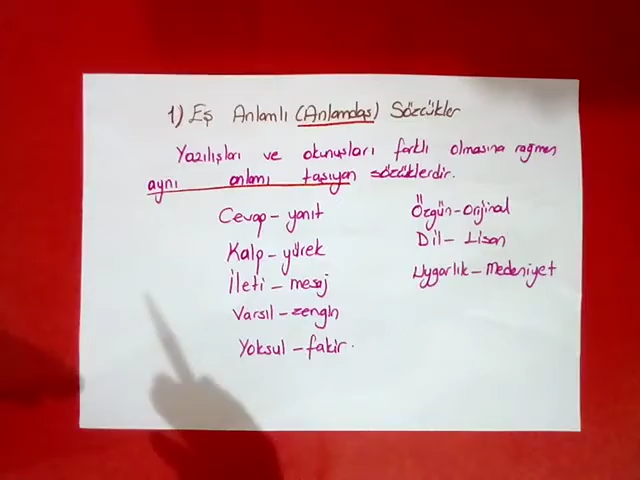 1) Eş Anlamlı (Anlamdaş) Sözcükler
Yazılışları ve okunuşları farklı olmasına rağmen
aynı anlamı taşıyan sözcüklerdir.
Cevap - yanıt
Kalp - yürek
İleti - mesaj
Varsıl - zengin
Yoksul - fakir.
Özgün - Orijinal
Dil - Lisan
Uygarlık - Medeniyet